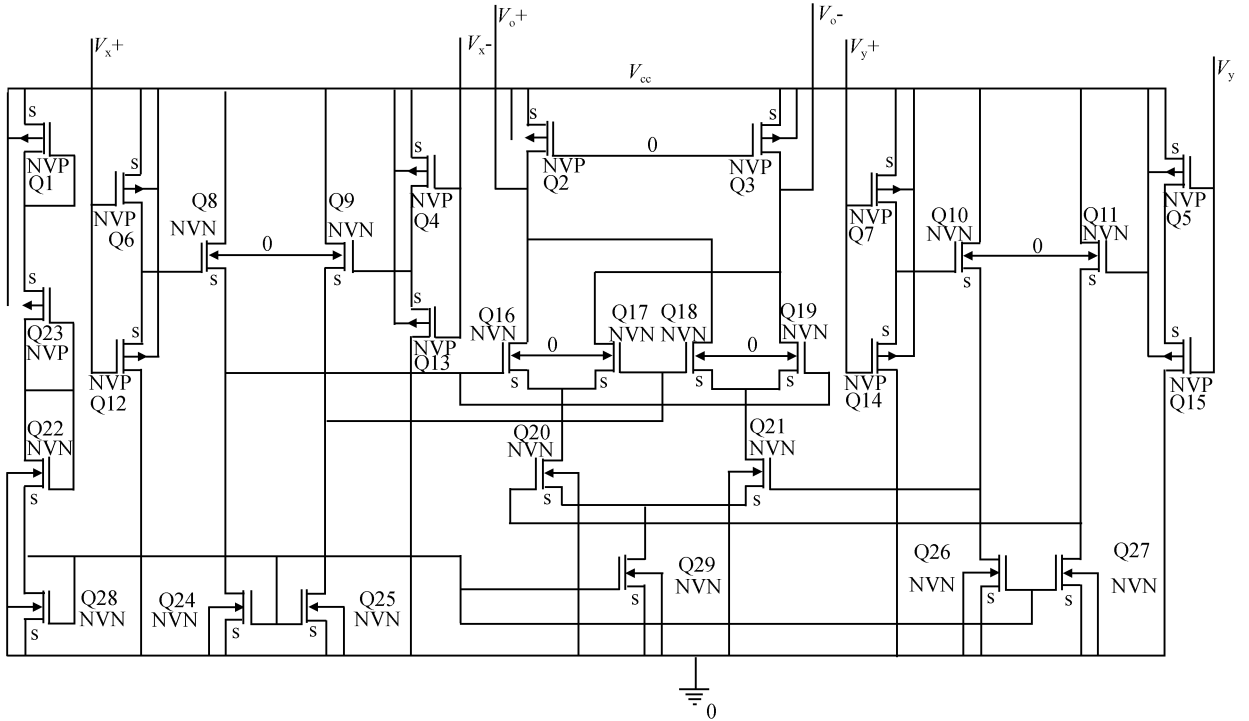 Vo+
Vo-
Vx+
Vx-
Vy+
Vcc
Vy
s
s
s
s
s
s
s
s
NVP
Q1
NVP
Q6
Q8
NVN
0
Q9
NVN
NVP
Q4
NVP
Q2
0
NVP
Q3
NVP
Q7
Q10
NVN
0
Q11
NVN
NVP
Q5
s
s
s
s
s
s
s
s
s
s
Q23
NVP
NVP
Q12
NVP
Q13
Q16
NVN
0
Q17
NVN
Q18
NVN
0
Q19
NVN
NVP
Q14
NVP
Q15
s
s
s
s
Q22
NVN
s
Q20
NVN
s
Q21
NVN
s
Q28
NVN
s
Q24
NVN
s
Q25
NVN
s
Q29
NVN
s
Q26
NVN
s
Q27
NVN
s
0